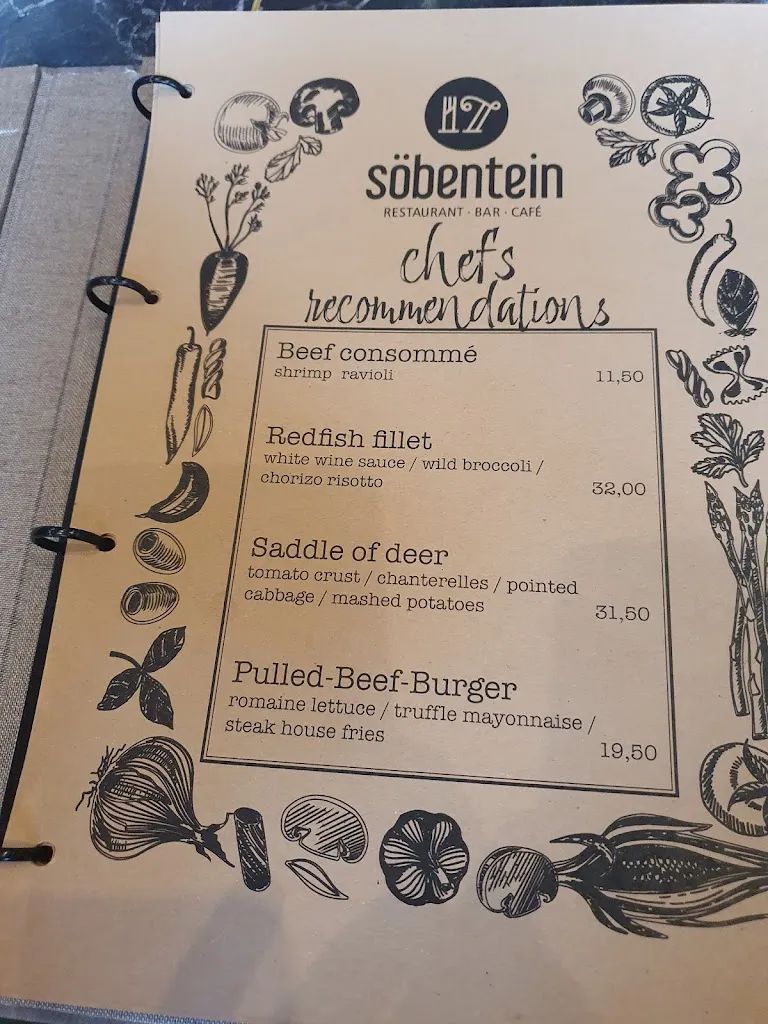 17
söbentein
RESTAURANT · BAR · CAFÉ
chefs
recommendations
Beef consommé
shrimp ravioli 11,50
Redfish fillet
white wine sauce / wild broccoli /
chorizo risotto 32,00
Saddle of deer
tomato crust / chanterelles / pointed
cabbage / mashed potatoes 31,50
Pulled-Beef-Burger
romaine lettuce / truffle mayonnaise /
steak house fries 19,50